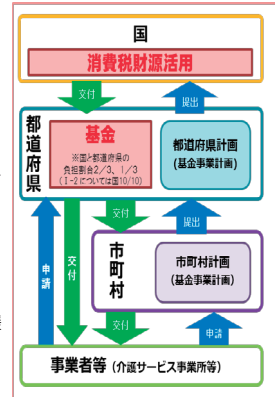 国
消費税財源活用
交付
提出
都道府県
基金
※国と都道府県の
負担割合2/3、1/3
(Ⅰ-2については国10/10)
都道府県計画
(基金事業計画)
交付
提出
申請
交付
市町村
市町村計画
(基金事業計画)
交付
申請
事業者等(介護サービス事業所等)